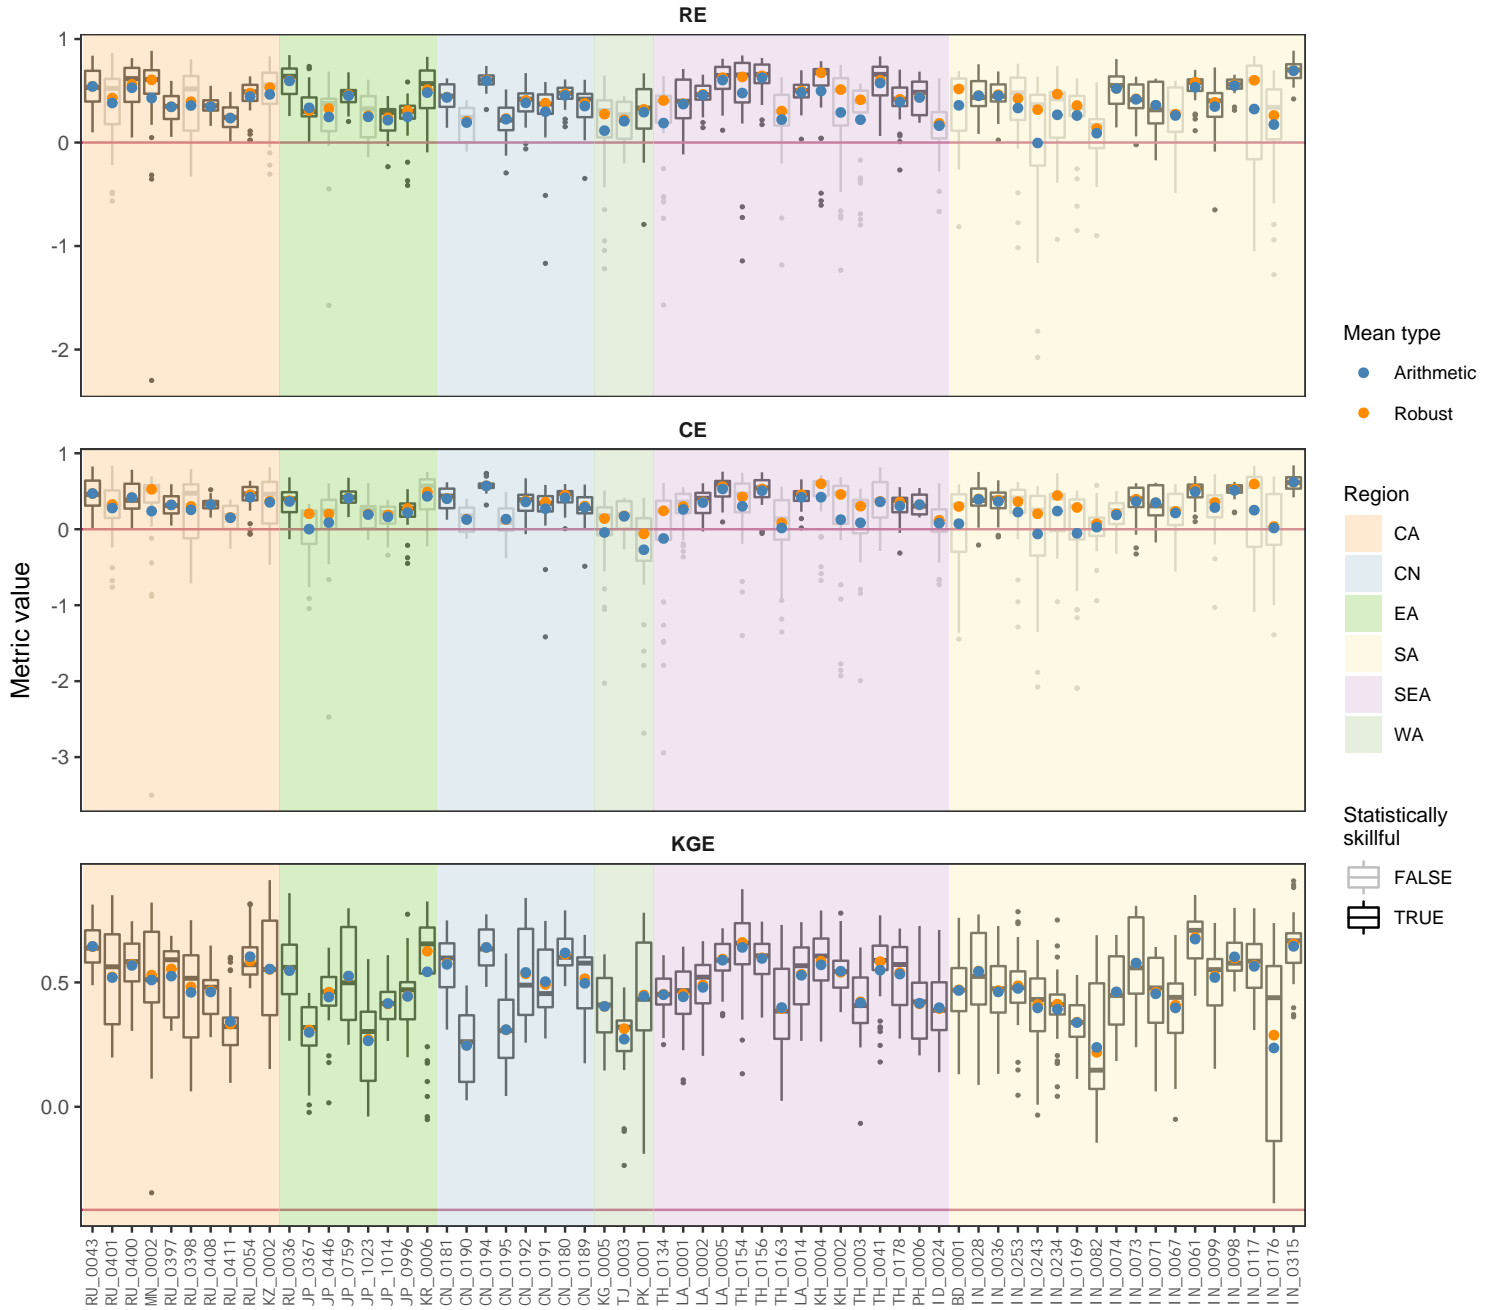 RE
1
0
-1
-2
CE
1
0
-1
-2
-3
Metric value
KGE
0.5
0.0
RU_0043
RU_0401
RU_0400
MN_0002
RU_0397
RU_0398
RU_0408
RU_0411
RU_0054
KZ_0002
RU_0036
JP_0367
JP_0446
JP_0759
JP_1023
JP_1014
JP_0996
KR_0006
CN_0181
CN_0190
CN_0194
CN_0195
CN_0192
CN_0191
CN_0180
CN_0189
KG_0005
TJ_0003
PK_0001
TH_0134
LA_0001
LA_0002
LA_0005
TH_0154
TH_0156
TH_0163
LA_0014
KH_0004
KH_0002
TH_0003
TH_0041
TH_0178
PH_0006
ID_0024
BD_0001
IN_0028
IN_0036
IN_0253
IN_0243
IN_0234
IN_0169
IN_0082
IN_0074
IN_0073
IN_0071
IN_0067
IN_0061
IN_0099
IN_0098
IN_0117
IN_0176
IN_0315
Mean type
Arithmetic
Robust
Region
CA
CN
EA
SA
SEA
WA
Statistically
skillful
FALSE
TRUE